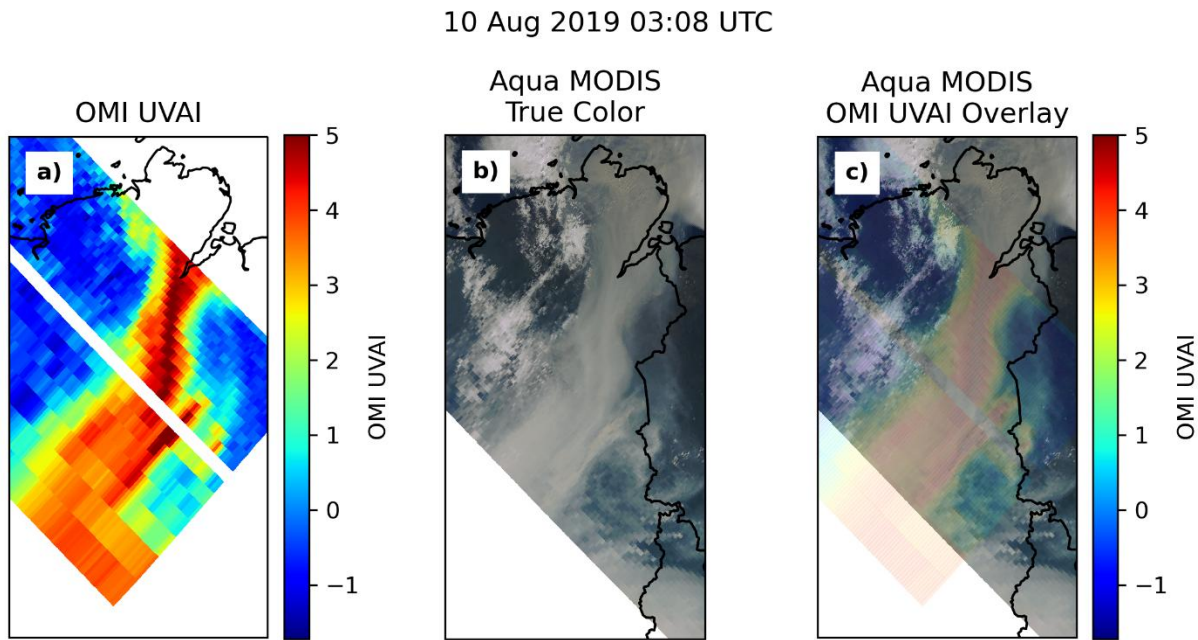 10 Aug 2019 03:08 UTC
OMI UVAI
a)
5
4
3
2
1
0
−1
OMI UVAI
Aqua MODIS
True Color
b)
Aqua MODIS
OMI UVAI Overlay
c)
5
4
3
2
1
0
−1
OMI UVAI